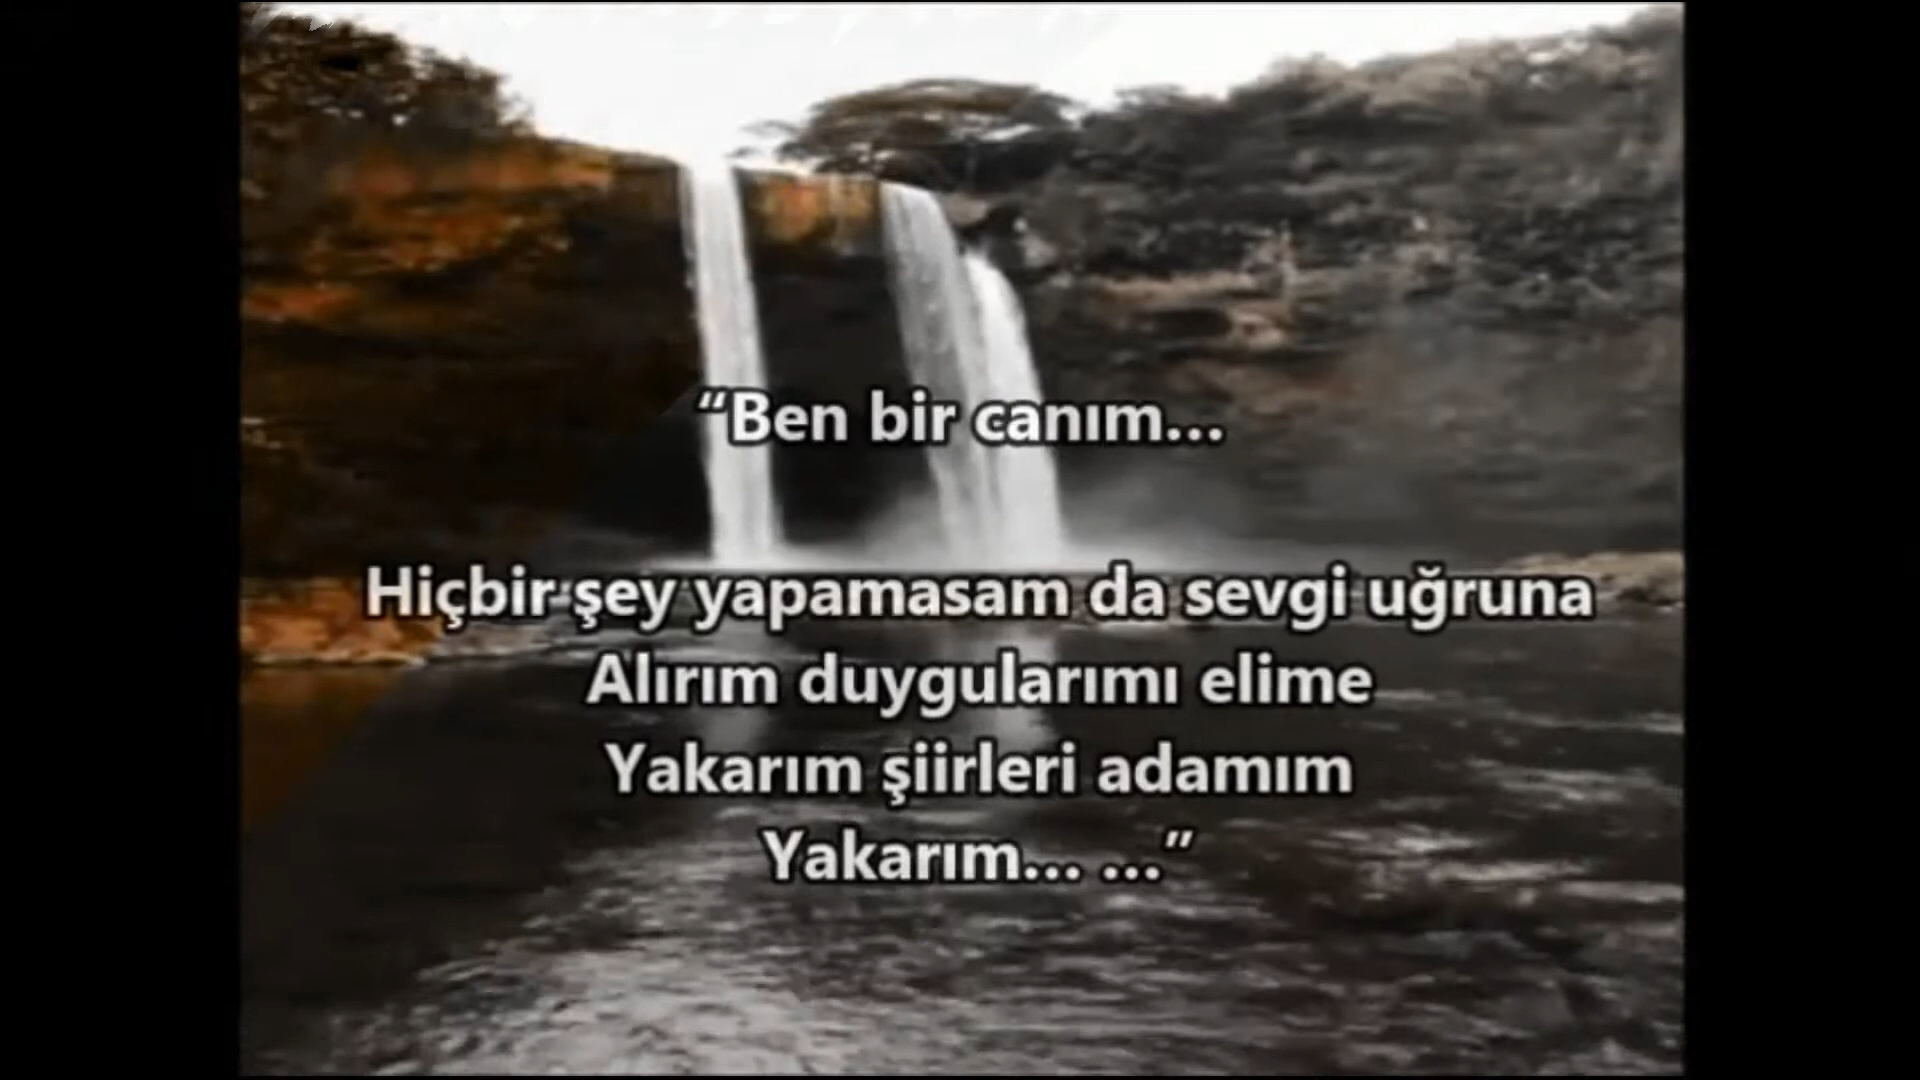 “Ben bir canım...
Hiçbir şey yapamasam da sevgi uğruna
Alırım duygularımı elime
Yakarım şiirleri adamım
Yakarım... ...”